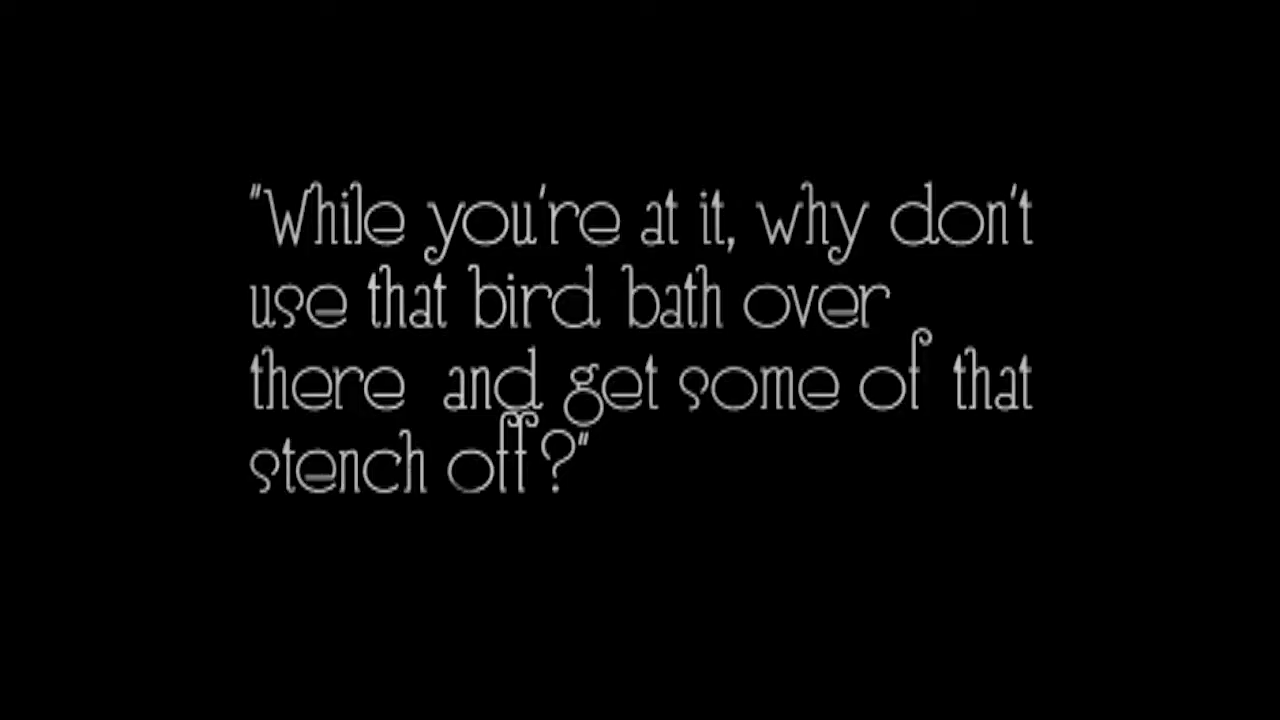 "While you're at it, why don't
use that bird bath over
there and get some of that
stench off?"